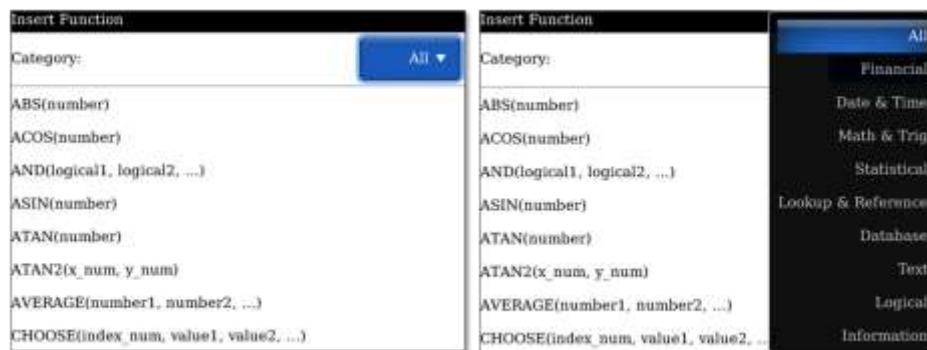 Insert Function
Category:
All ▼
ABS(number)
ACOS(number)
AND(logical1, logical2, ...)
ASIN(number)
ATAN(number)
ATAN2(x_num, y_num)
AVERAGE(number1, number2, ...)
CHOOSE(index_num, value1, value2, ...)
Insert Function
Category:
ABS(number)
ACOS(number)
AND(logical1, logical2, ...)
ASIN(number)
ATAN(number)
ATAN2(x_num, y_num)
AVERAGE(number1, number2, ...)
CHOOSE(index_num, value1, value2, ...
All
Financial
Date & Time
Math & Trig
Statistical
Lookup & Reference
Database
Text
Logical
Information